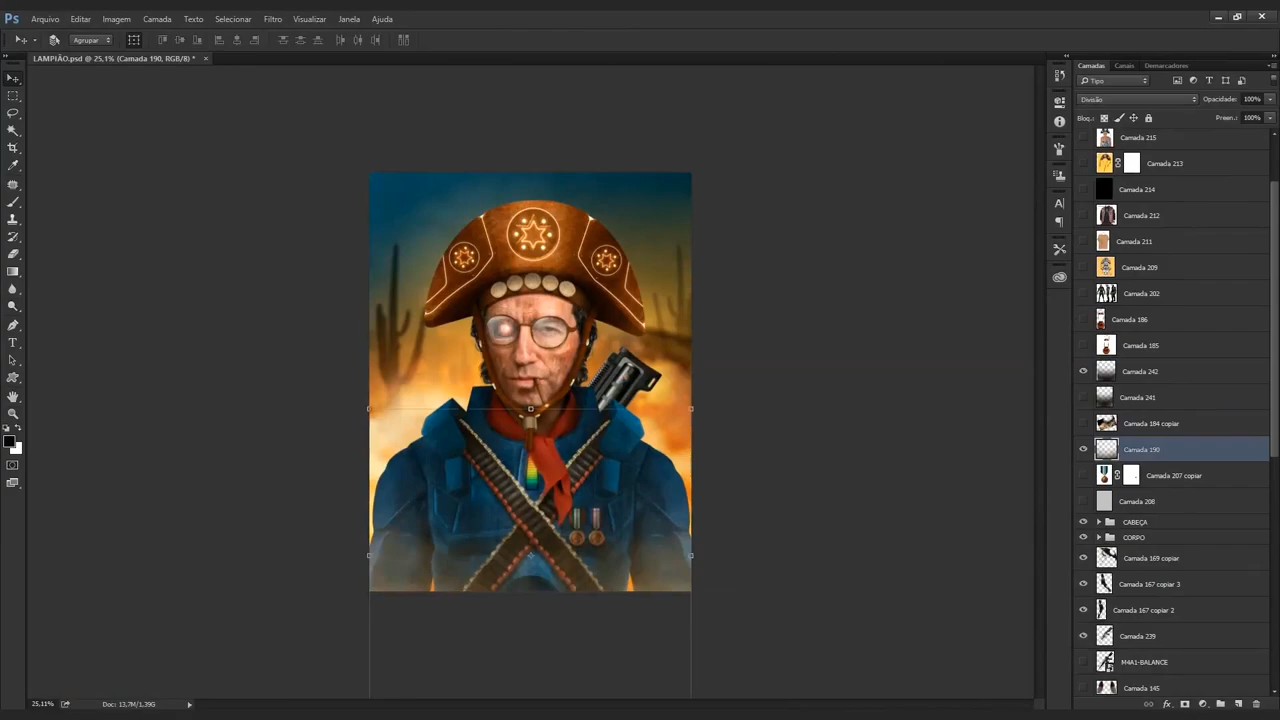 Ps Arquivo Editar Imagem Camada Texto Selecionar Filtro Visualizar Janela Ajuda
Agrupar
LAMPIÃO.psd @ 25,1% (Camada 190, RGB/8) *
Camadas Canais Demarcadores
Tipo
Divisão Opacidade: 100%
Bloq.: Preen.: 100%
Camada 215
Camada 213
Camada 214
Camada 212
Camada 211
Camada 209
Camada 202
Camada 186
Camada 185
Camada 242
Camada 241
Camada 184 copiar
Camada 190
Camada 207 copiar
Camada 208
CABEÇA
CORPO
Camada 169 copiar
Camada 167 copiar 3
Camada 167 copiar 2
Camada 239
M4A1-BALANCE
Camada 145
25,11% Doc: 13,7M/1,39G